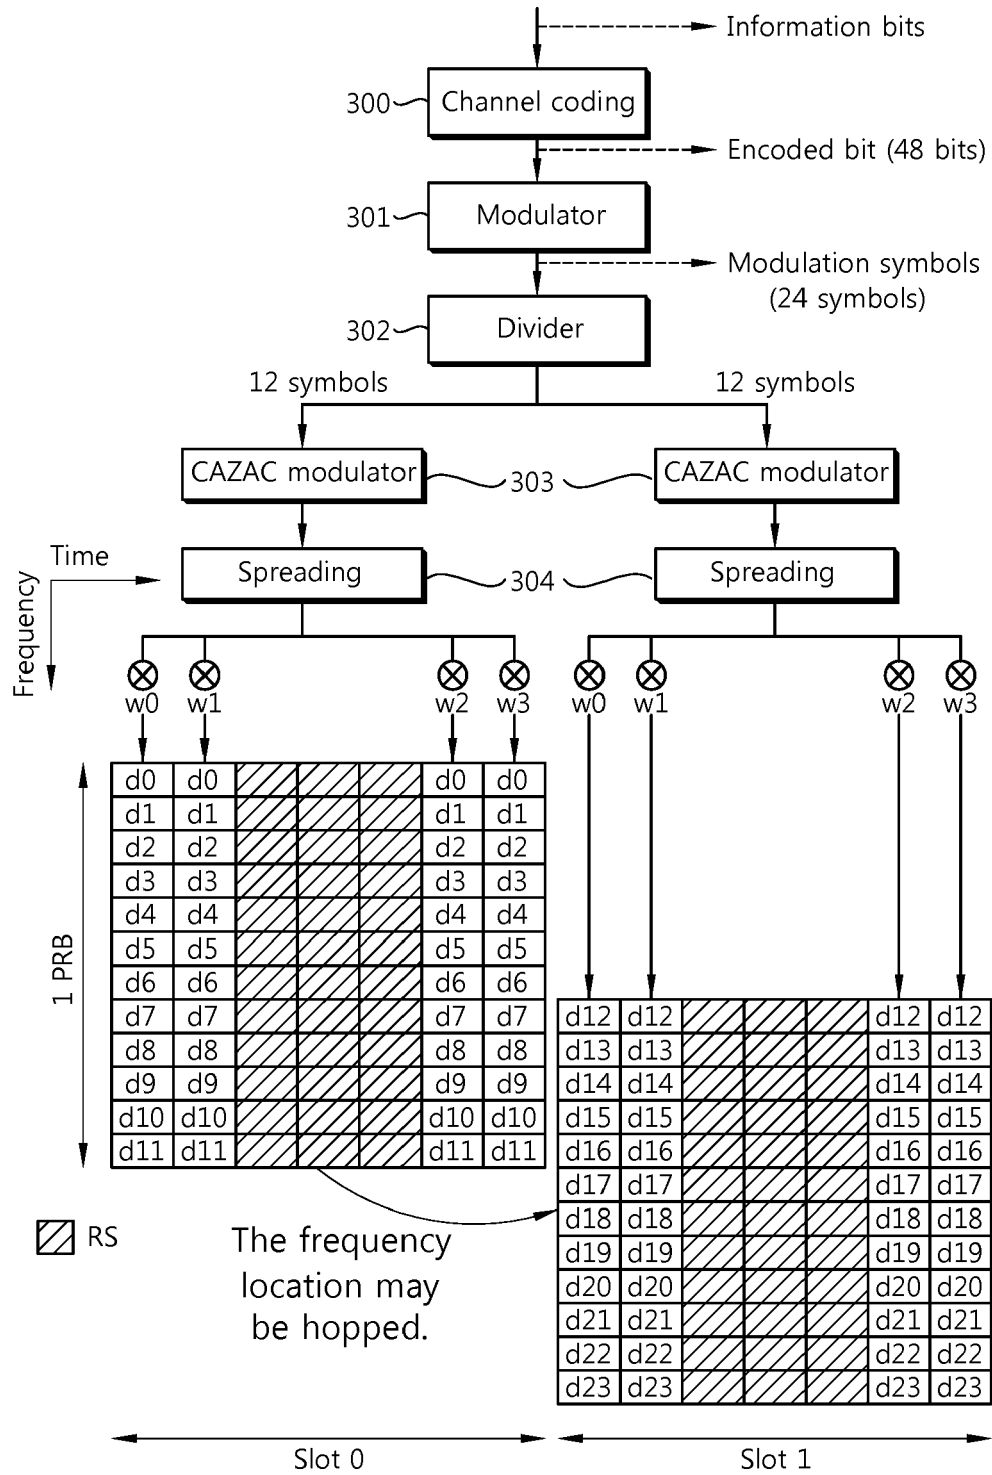 Information bits
300
Channel coding
Encoded bit (48 bits)
301
Modulator
Modulation symbols
(24 symbols)
302
Divider
12 symbols
12 symbols
CAZAC modulator
303
CAZAC modulator
Time
Frequency
Spreading
304
Spreading
w0 w1 w2 w3 w0 w1 w2 w3
1 PRB
d0 d0 d0 d0
d1 d1 d1 d1
d2 d2 d2 d2
d3 d3 d3 d3
d4 d4 d4 d4
d5 d5 d5 d5
d6 d6 d6 d6
d7 d7 d7 d7
d8 d8 d8 d8
d9 d9 d9 d9
d10 d10 d10 d10
d11 d11 d11 d11
d12 d12 d12 d12
d13 d13 d13 d13
d14 d14 d14 d14
d15 d15 d15 d15
d16 d16 d16 d16
d17 d17 d17 d17
d18 d18 d18 d18
d19 d19 d19 d19
d20 d20 d20 d20
d21 d21 d21 d21
d22 d22 d22 d22
d23 d23 d23 d23
RS
The frequency
location may
be hopped.
Slot 0
Slot 1